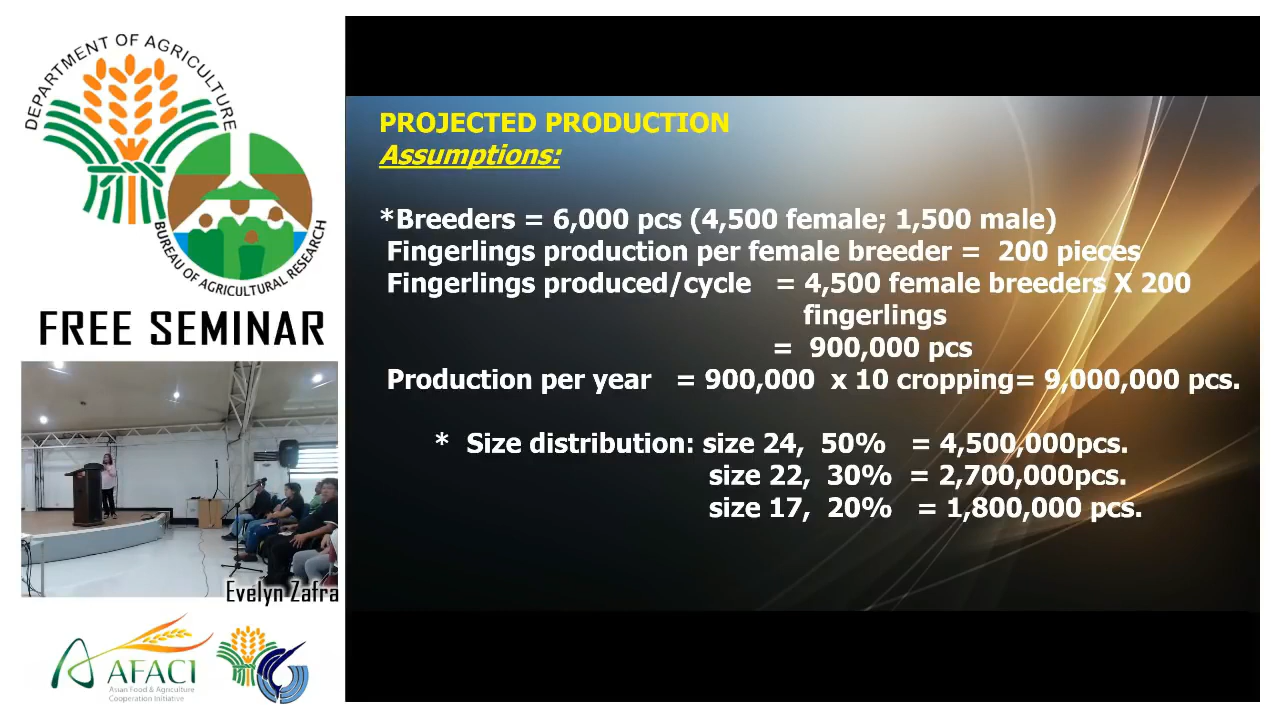 DEPARTMENT OF AGRICULTURE
BUREAU OF AGRICULTURAL RESEARCH
FREE SEMINAR
Evelyn Zafra
AFACI
Asian Food & Agriculture
Cooperation Initiative
PROJECTED PRODUCTION
Assumptions:
*Breeders = 6,000 pcs (4,500 female; 1,500 male)
Fingerlings production per female breeder = 200 pieces
Fingerlings produced/cycle = 4,500 female breeders X 200
fingerlings
= 900,000 pcs
Production per year = 900,000 x 10 cropping= 9,000,000 pcs.
* Size distribution: size 24, 50% = 4,500,000pcs.
size 22, 30% = 2,700,000pcs.
size 17, 20% = 1,800,000 pcs.